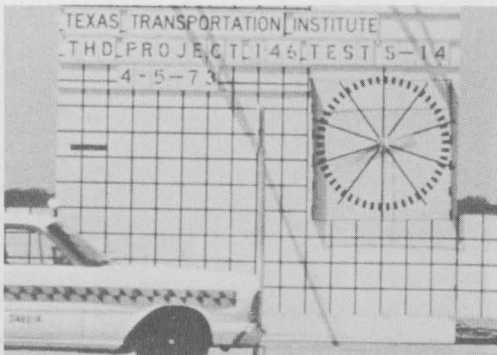 TEXAS TRANSPORTATION INSTITUTE
THD PROJECT 146 TEST S-14
4-5-73